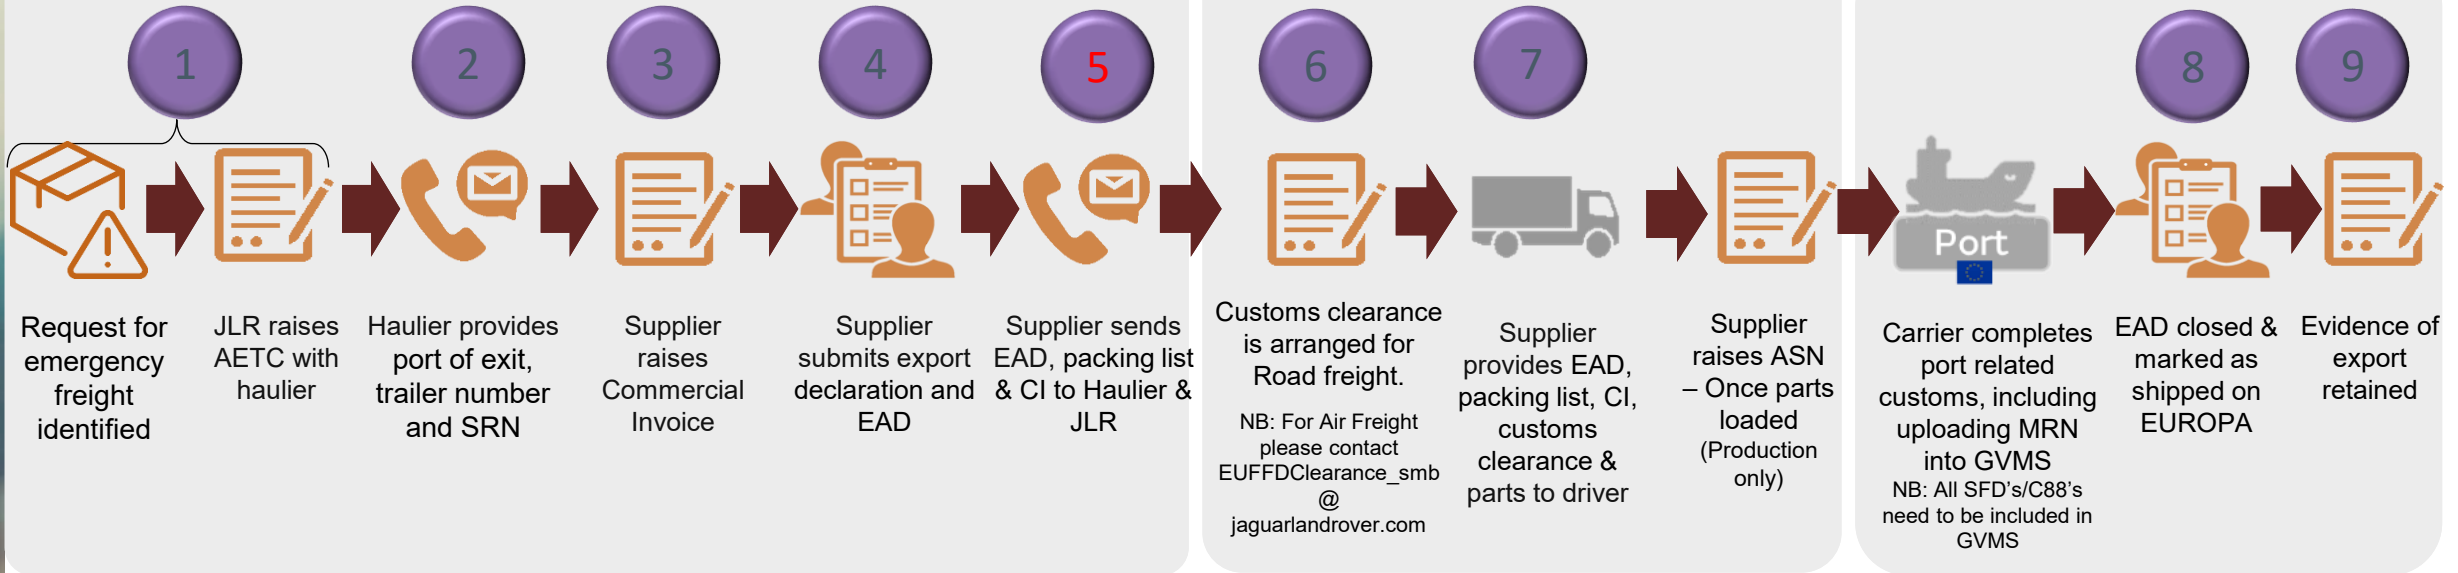 1
2
3
4
5
6
7
8
9
Request for
emergency
freight
identified
JLR raises
AETC with
haulier
Haulier provides
port of exit,
trailer number
and SRN
Supplier
raises
Commercial
Invoice
Supplier
submits export
declaration and
EAD
Supplier sends
EAD, packing list
& CI to Haulier &
JLR
Customs clearance
is arranged for
Road freight.
NB: For Air Freight
please contact
EUFFDClearance_smb
@
jaguarlandrover.com
Supplier
provides EAD,
packing list, CI,
customs
clearance &
parts to driver
Supplier
raises ASN
– Once parts
loaded
(Production
only)
Port
Carrier completes
port related
customs, including
uploading MRN
into GVMS
NB: All SFD’s/C88’s
need to be included in
GVMS
EAD closed &
marked as
shipped on
EUROPA
Evidence of
export
retained